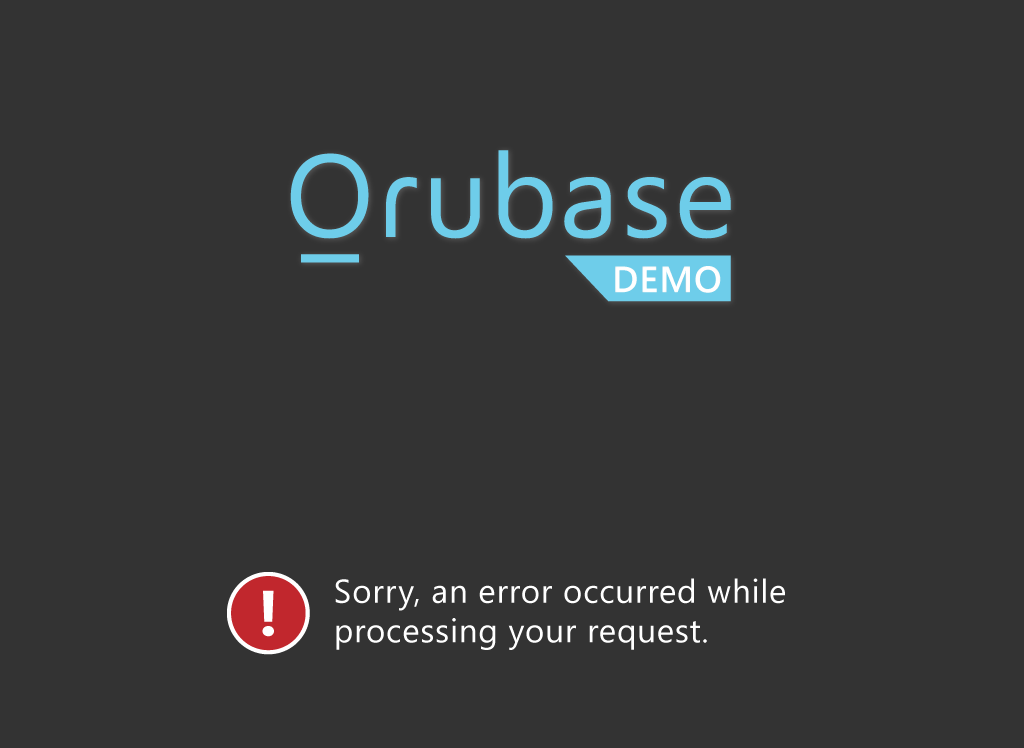 Orubase
DEMO
Sorry, an error occurred while
processing your request.